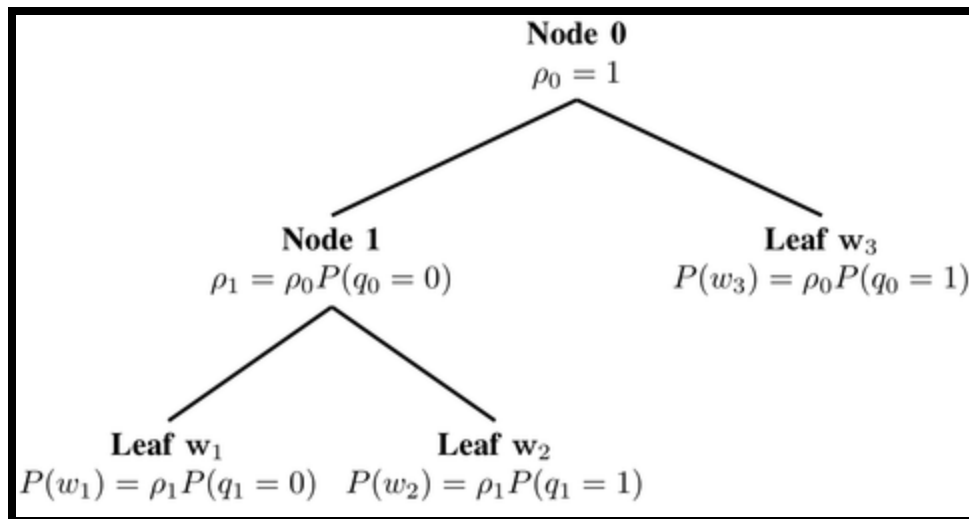 Node 0
ρ₀ = 1
Node 1
ρ₁ = ρ₀P(q₀ = 0)
Leaf w₃
P(w₃) = ρ₀P(q₀ = 1)
Leaf w₁
P(w₁) = ρ₁P(q₁ = 0)
Leaf w₂
P(w₂) = ρ₁P(q₁ = 1)